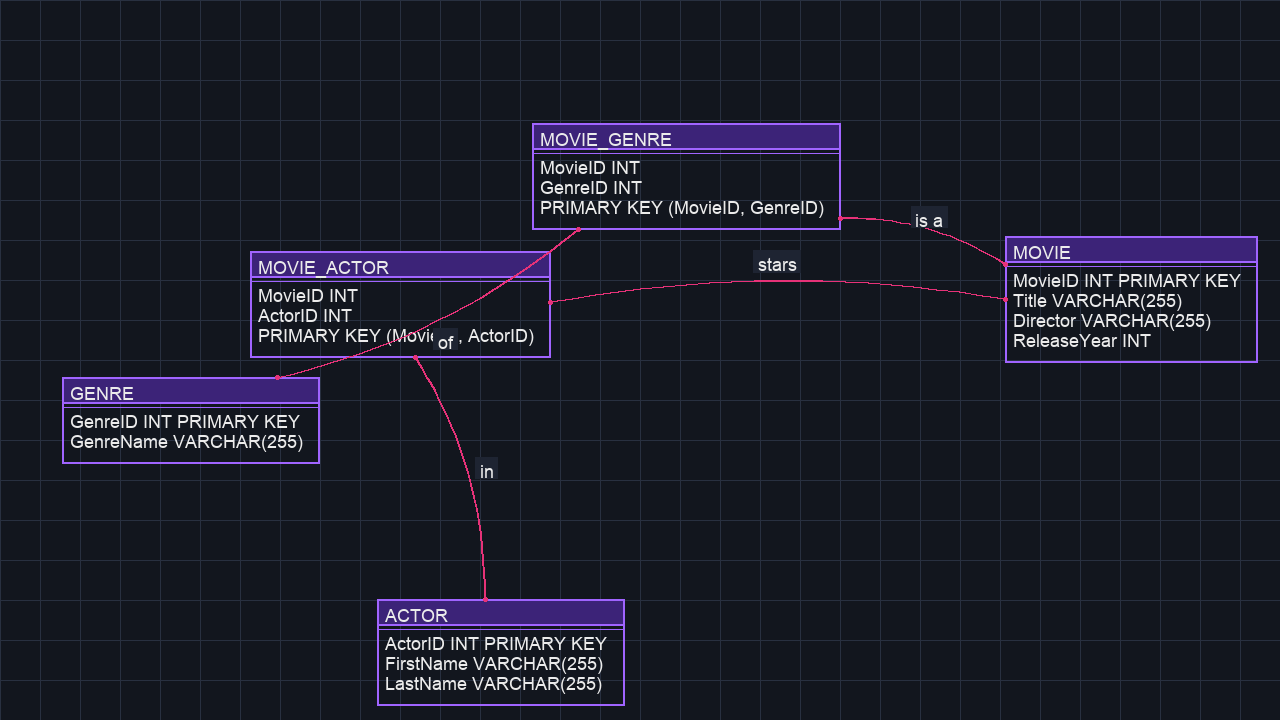 MOVIE_GENRE
MovieID INT
GenreID INT
PRIMARY KEY (MovieID, GenreID)
is a
MOVIE
MovieID INT PRIMARY KEY
Title VARCHAR(255)
Director VARCHAR(255)
ReleaseYear INT
stars
MOVIE_ACTOR
MovieID INT
ActorID INT
PRIMARY KEY (Movie , ActorID)
of
GENRE
GenreID INT PRIMARY KEY
GenreName VARCHAR(255)
in
ACTOR
ActorID INT PRIMARY KEY
FirstName VARCHAR(255)
LastName VARCHAR(255)